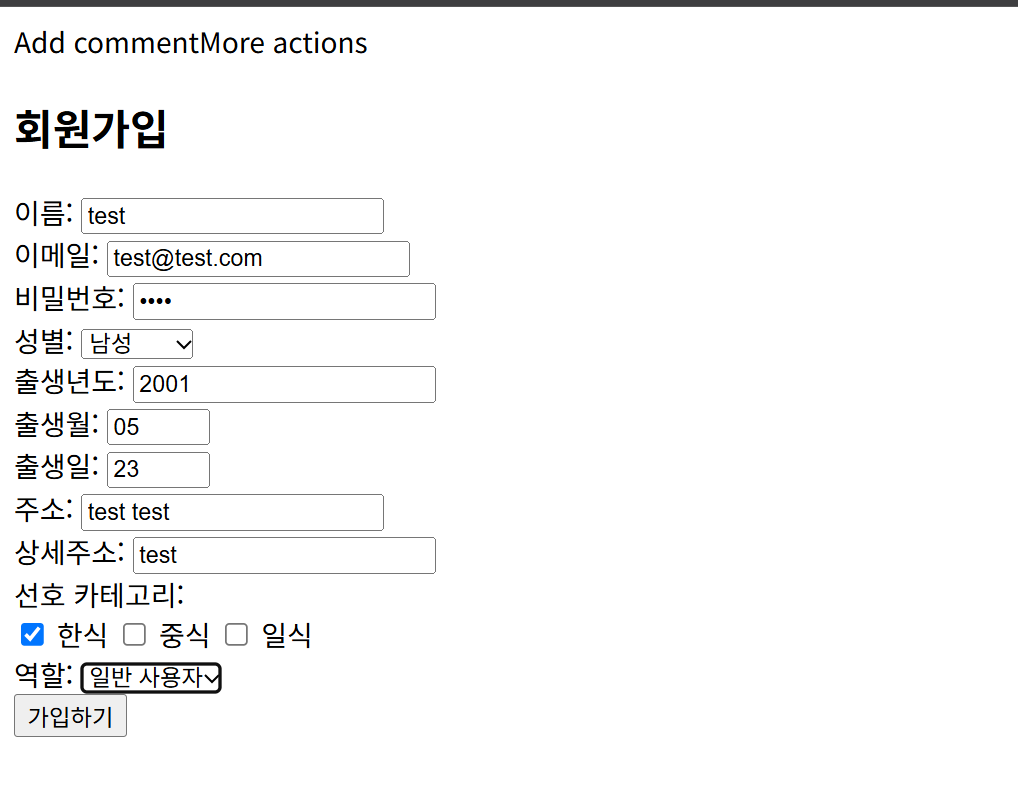 Add commentMore actions
회원가입
이름: test
이메일: test@test.com
비밀번호: ••••
성별: 남성
출생년도: 2001
출생월: 05
출생일: 23
주소: test test
상세주소: test
선호 카테고리:
한식 중식 일식
역할: 일반 사용자
가입하기